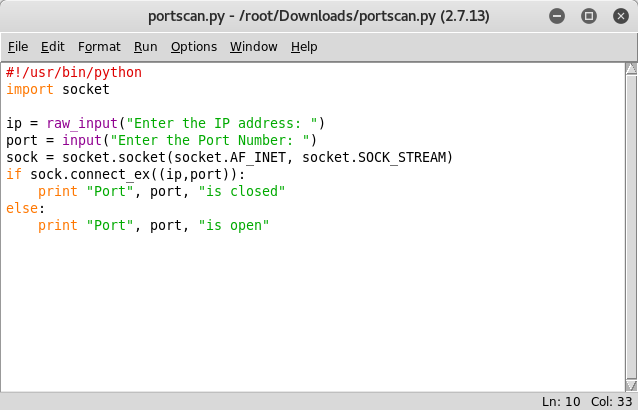 portscan.py - /root/Downloads/portscan.py (2.7.13)
File Edit Format Run Options Window Help
#!/usr/bin/python
import socket

ip = raw_input("Enter the IP address: ")
port = input("Enter the Port Number: ")
sock = socket.socket(socket.AF_INET, socket.SOCK_STREAM)
if sock.connect_ex((ip,port)):
    print "Port", port, "is closed"
else:
    print "Port", port, "is open"
Ln: 10 Col: 33